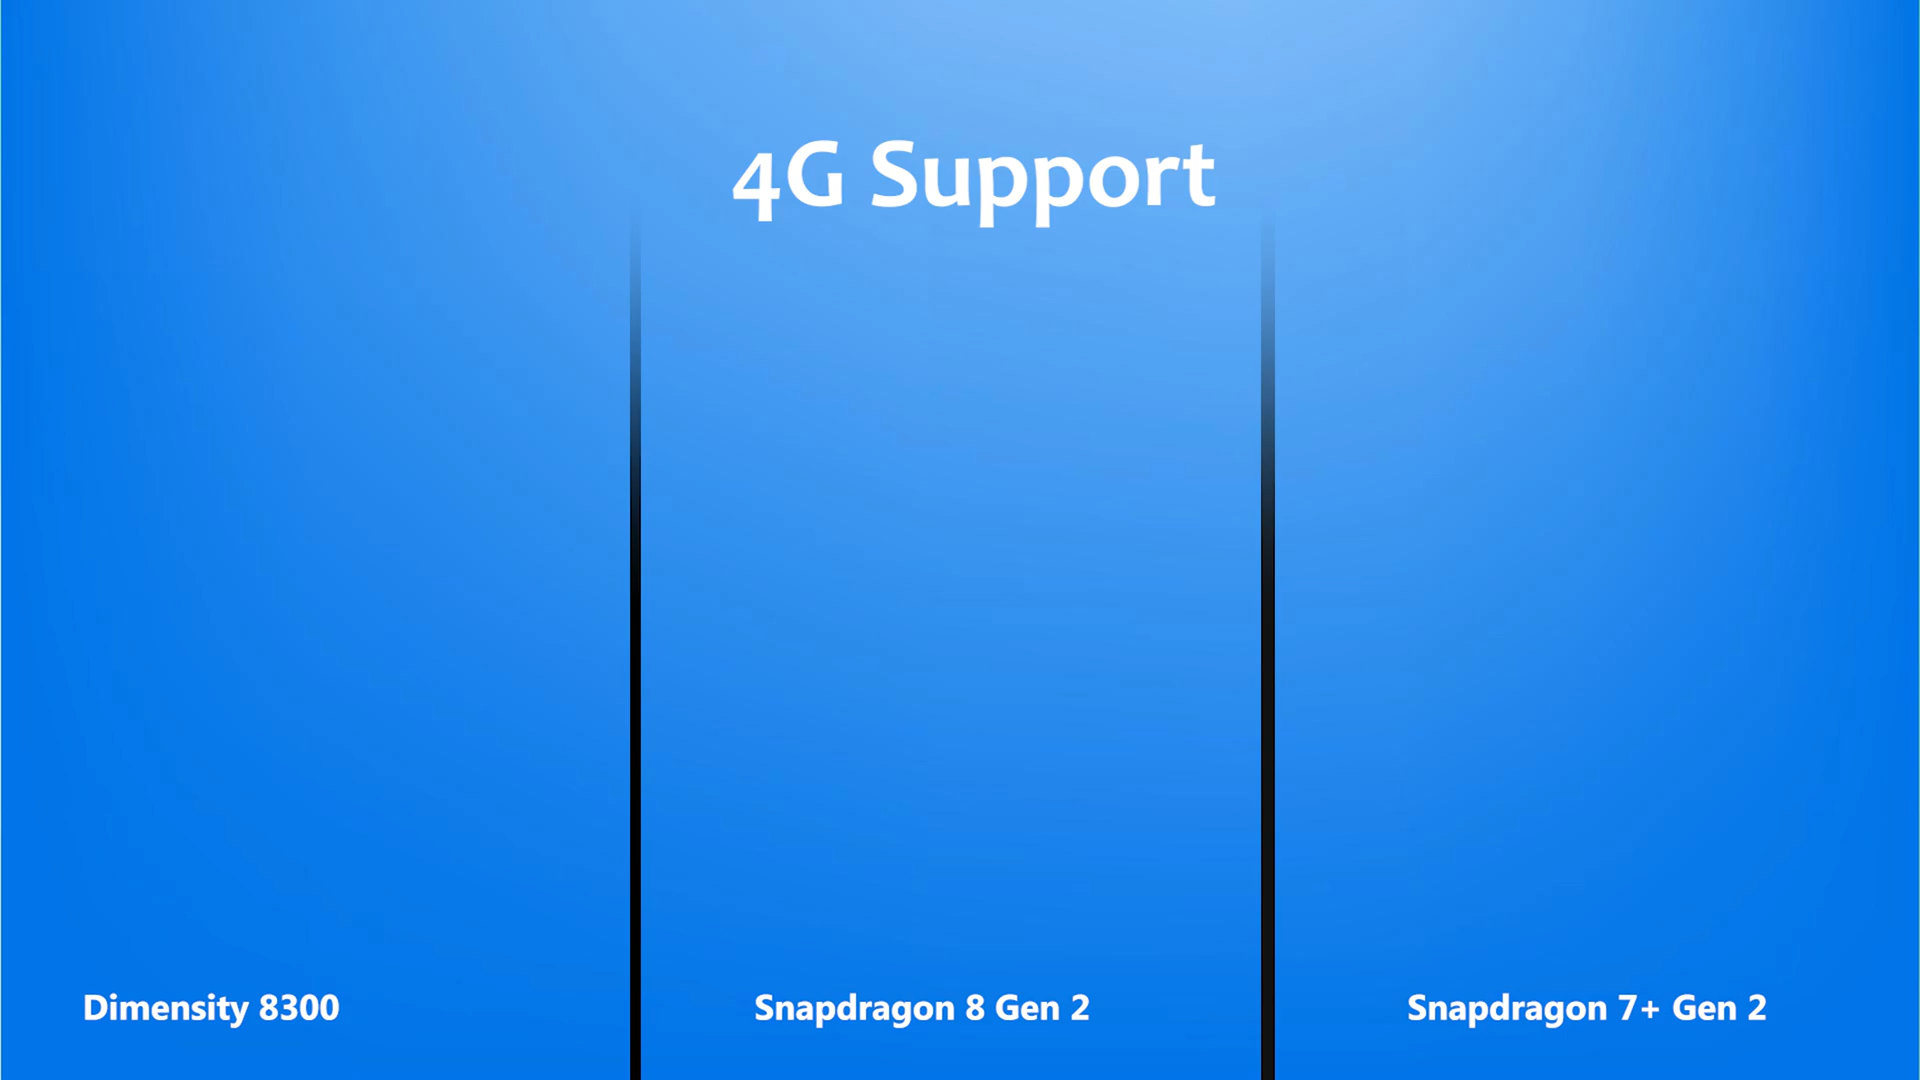 4G Support
Dimensity 8300
Snapdragon 8 Gen 2
Snapdragon 7+ Gen 2